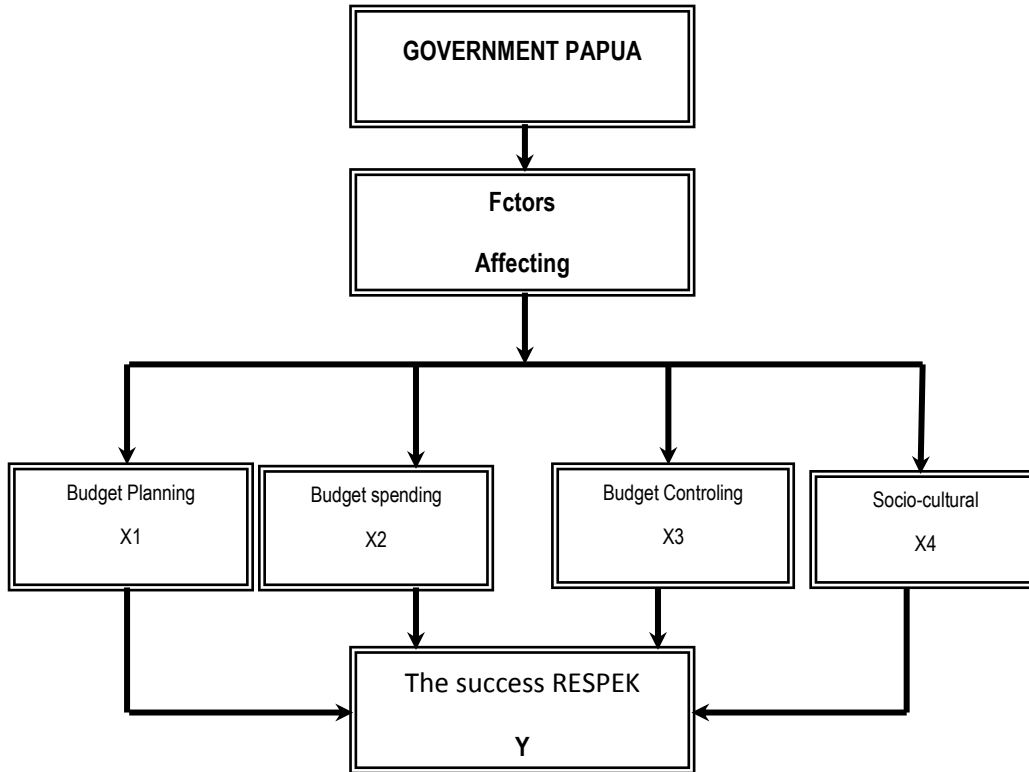 GOVERNMENT PAPUA
Fctors
Affecting
Budget Planning
X1
Budget spending
X2
Budget Controling
X3
Socio-cultural
X4
The success RESPEK
Y